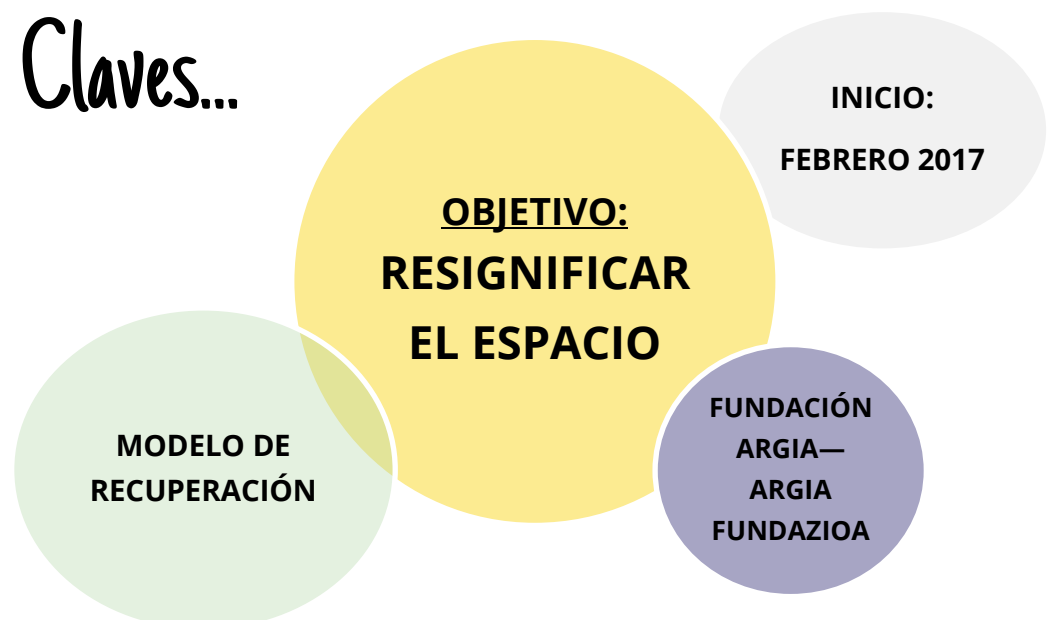 Claves...
INICIO:
FEBRERO 2017
OBJETIVO:
RESIGNIFICAR
EL ESPACIO
MODELO DE
RECUPERACIÓN
FUNDACIÓN
ARGIA—
ARGIA
FUNDAZIOA